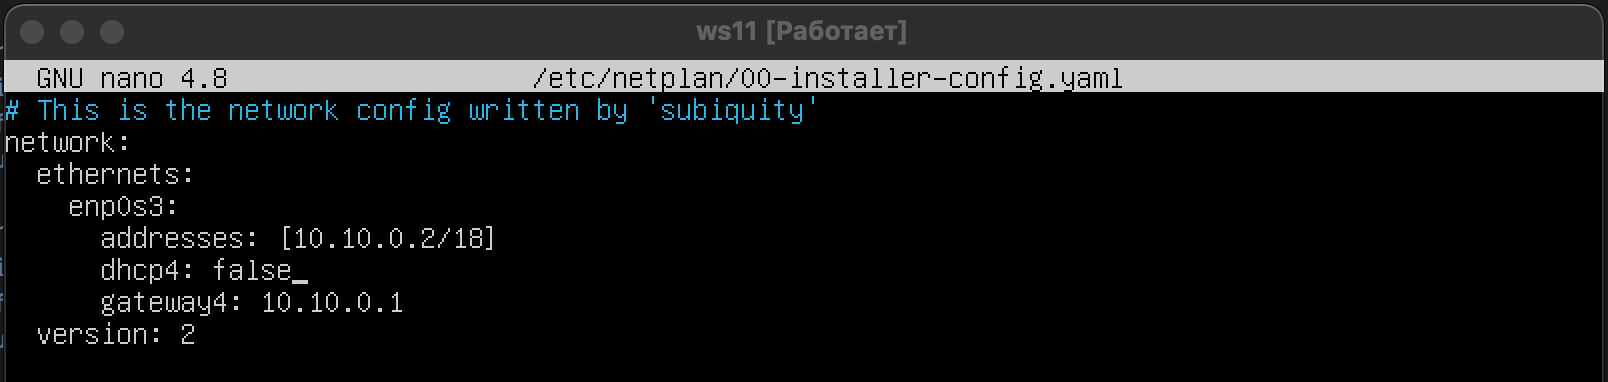 ws11 [Работает]
GNU nano 4.8 /etc/netplan/00-installer-config.yaml
# This is the network config written by 'subiquity'
network:
  ethernets:
    enp0s3:
      addresses: [10.10.0.2/18]
      dhcp4: false_
      gateway4: 10.10.0.1
  version: 2